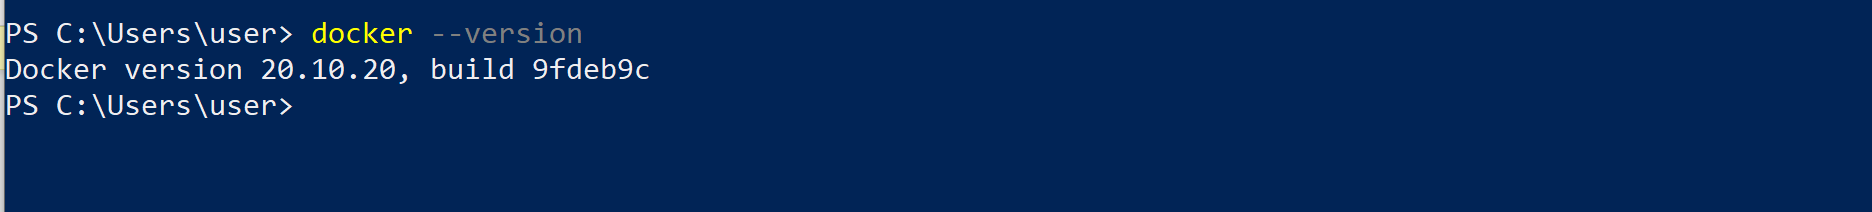 PS C:\Users\user> docker --version
Docker version 20.10.20, build 9fdeb9c
PS C:\Users\user>